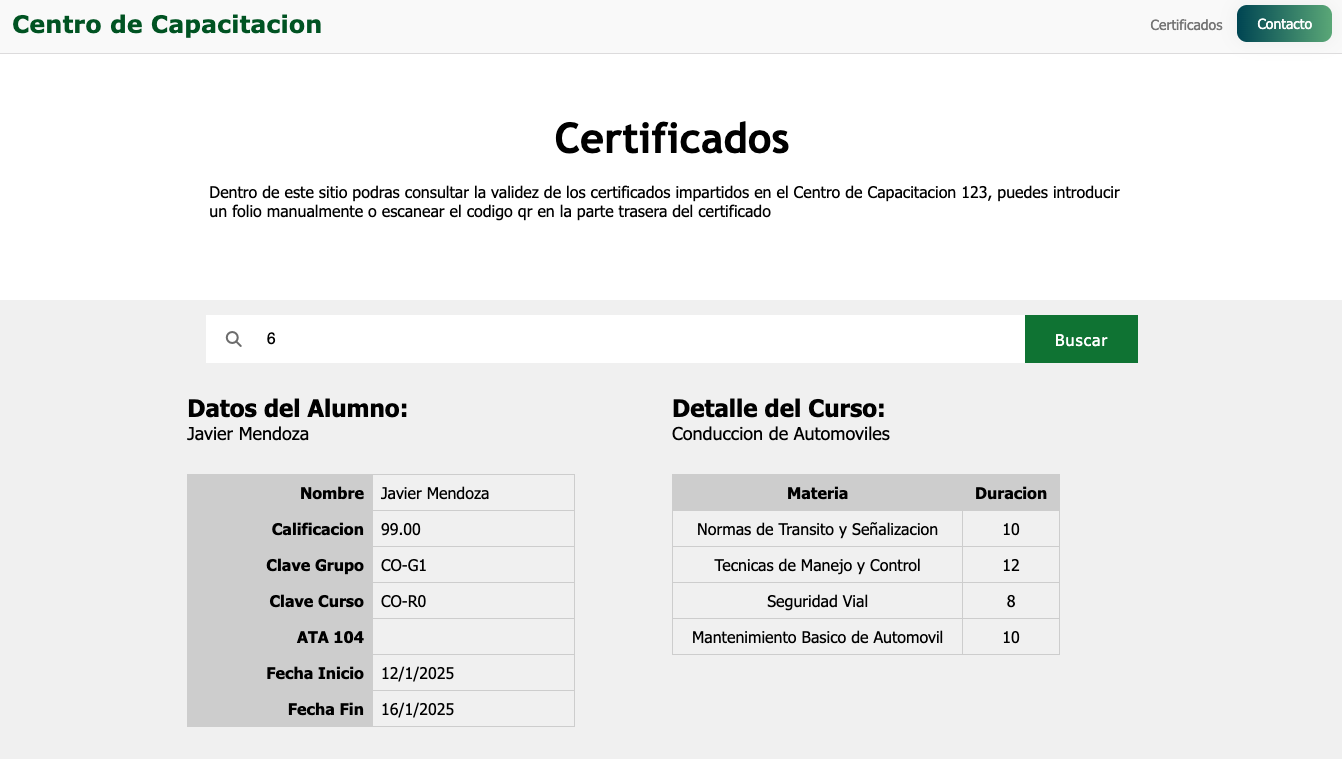 Centro de Capacitacion
Certificados
Contacto
Certificados
Dentro de este sitio podras consultar la validez de los certificados impartidos en el Centro de Capacitacion 123, puedes introducir
un folio manualmente o escanear el codigo qr en la parte trasera del certificado
6
Buscar
Datos del Alumno:
Javier Mendoza
Nombre Javier Mendoza
Calificacion 99.00
Clave Grupo CO-G1
Clave Curso CO-R0
ATA 104
Fecha Inicio 12/1/2025
Fecha Fin 16/1/2025
Detalle del Curso:
Conduccion de Automoviles
Materia Duracion
Normas de Transito y Señalizacion 10
Tecnicas de Manejo y Control 12
Seguridad Vial 8
Mantenimiento Basico de Automovil 10